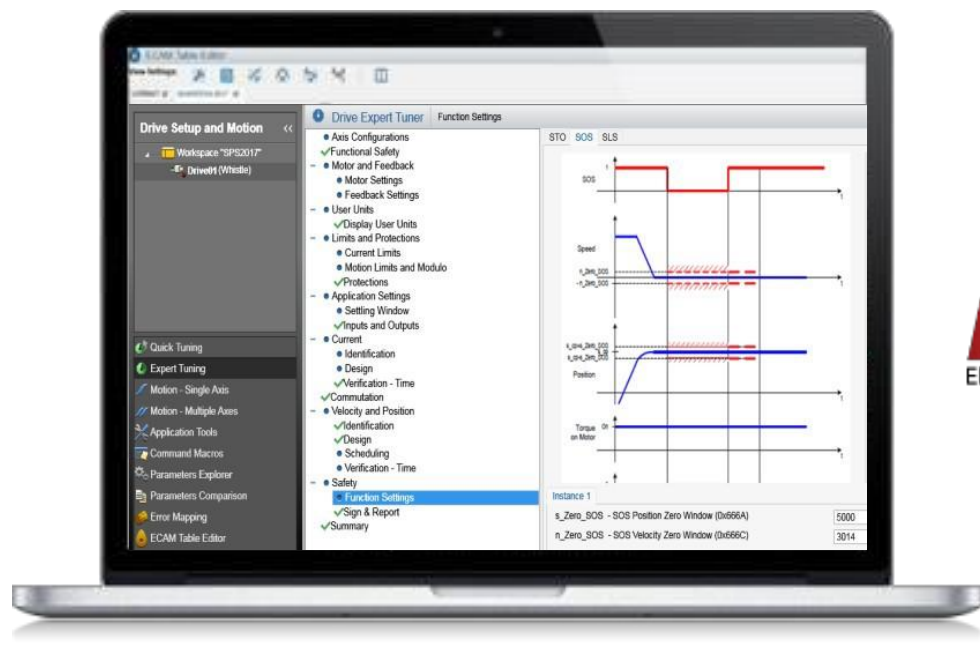 ECAM Table Editor
View Settings:
Drive Setup and Motion <<
Workspace "SPS2017"
Drive01 (Whistle)
Quick Tuning
Expert Tuning
Motion - Single Axis
Motion - Multiple Axes
Application Tools
Command Macros
Parameters Explorer
Parameters Comparison
Error Mapping
ECAM Table Editor
Drive Expert Tuner Function Settings
Axis Configurations
Functional Safety
Motor and Feedback
Motor Settings
Feedback Settings
User Units
Display User Units
Limits and Protections
Current Limits
Motion Limits and Modulo
Protections
Application Settings
Settling Window
Inputs and Outputs
Current
Identification
Design
Verification - Time
Commutation
Velocity and Position
Identification
Design
Scheduling
Verification - Time
Safety
Function Settings
Sign & Report
Summary
STO SOS SLS
1
SOS
t
Speed
n_Zero_SOS
-n_Zero_SOS
t
Position
t
Torque on Motor
On
t
Instance 1
s_Zero_SOS - SOS Position Zero Window (0x666A) 5000
n_Zero_SOS - SOS Velocity Zero Window (0x666C) 3014